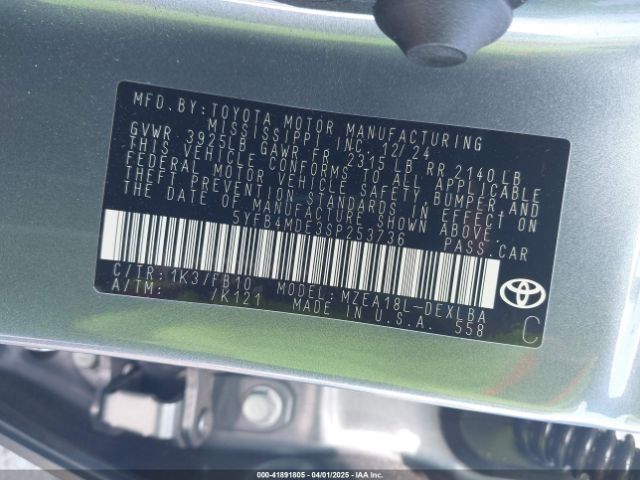 MFD. BY: TOYOTA MOTOR MANUFACTURING
MISSISSIPPI INC. 12/24
GVWR 3925LB GAWR FR 2315 LB RR 2140 LB
THIS VEHICLE CONFORMS TO ALL APPLICABLE
FEDERAL MOTOR VEHICLE SAFETY, BUMPER, AND
THEFT PREVENTION STANDARDS IN EFFECT ON
THE DATE OF MANUFACTURE SHOWN ABOVE.
5YFB4MDE3SP253736 PASS.CAR
C/TR: 1K3/FB10 MODEL: MZEA18L-DEXLBA
A/TM: /K121 MADE IN U.S.A. 558
C
000-41891805 | 04/01/2025 | IAA, Inc.